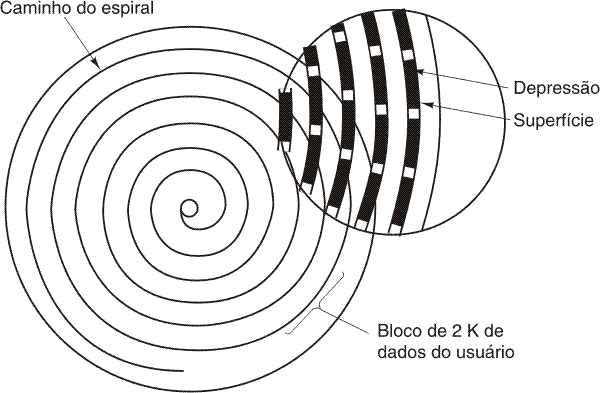 Caminho do espiral
Depressão
Superfície
Bloco de 2 K de
dados do usuário